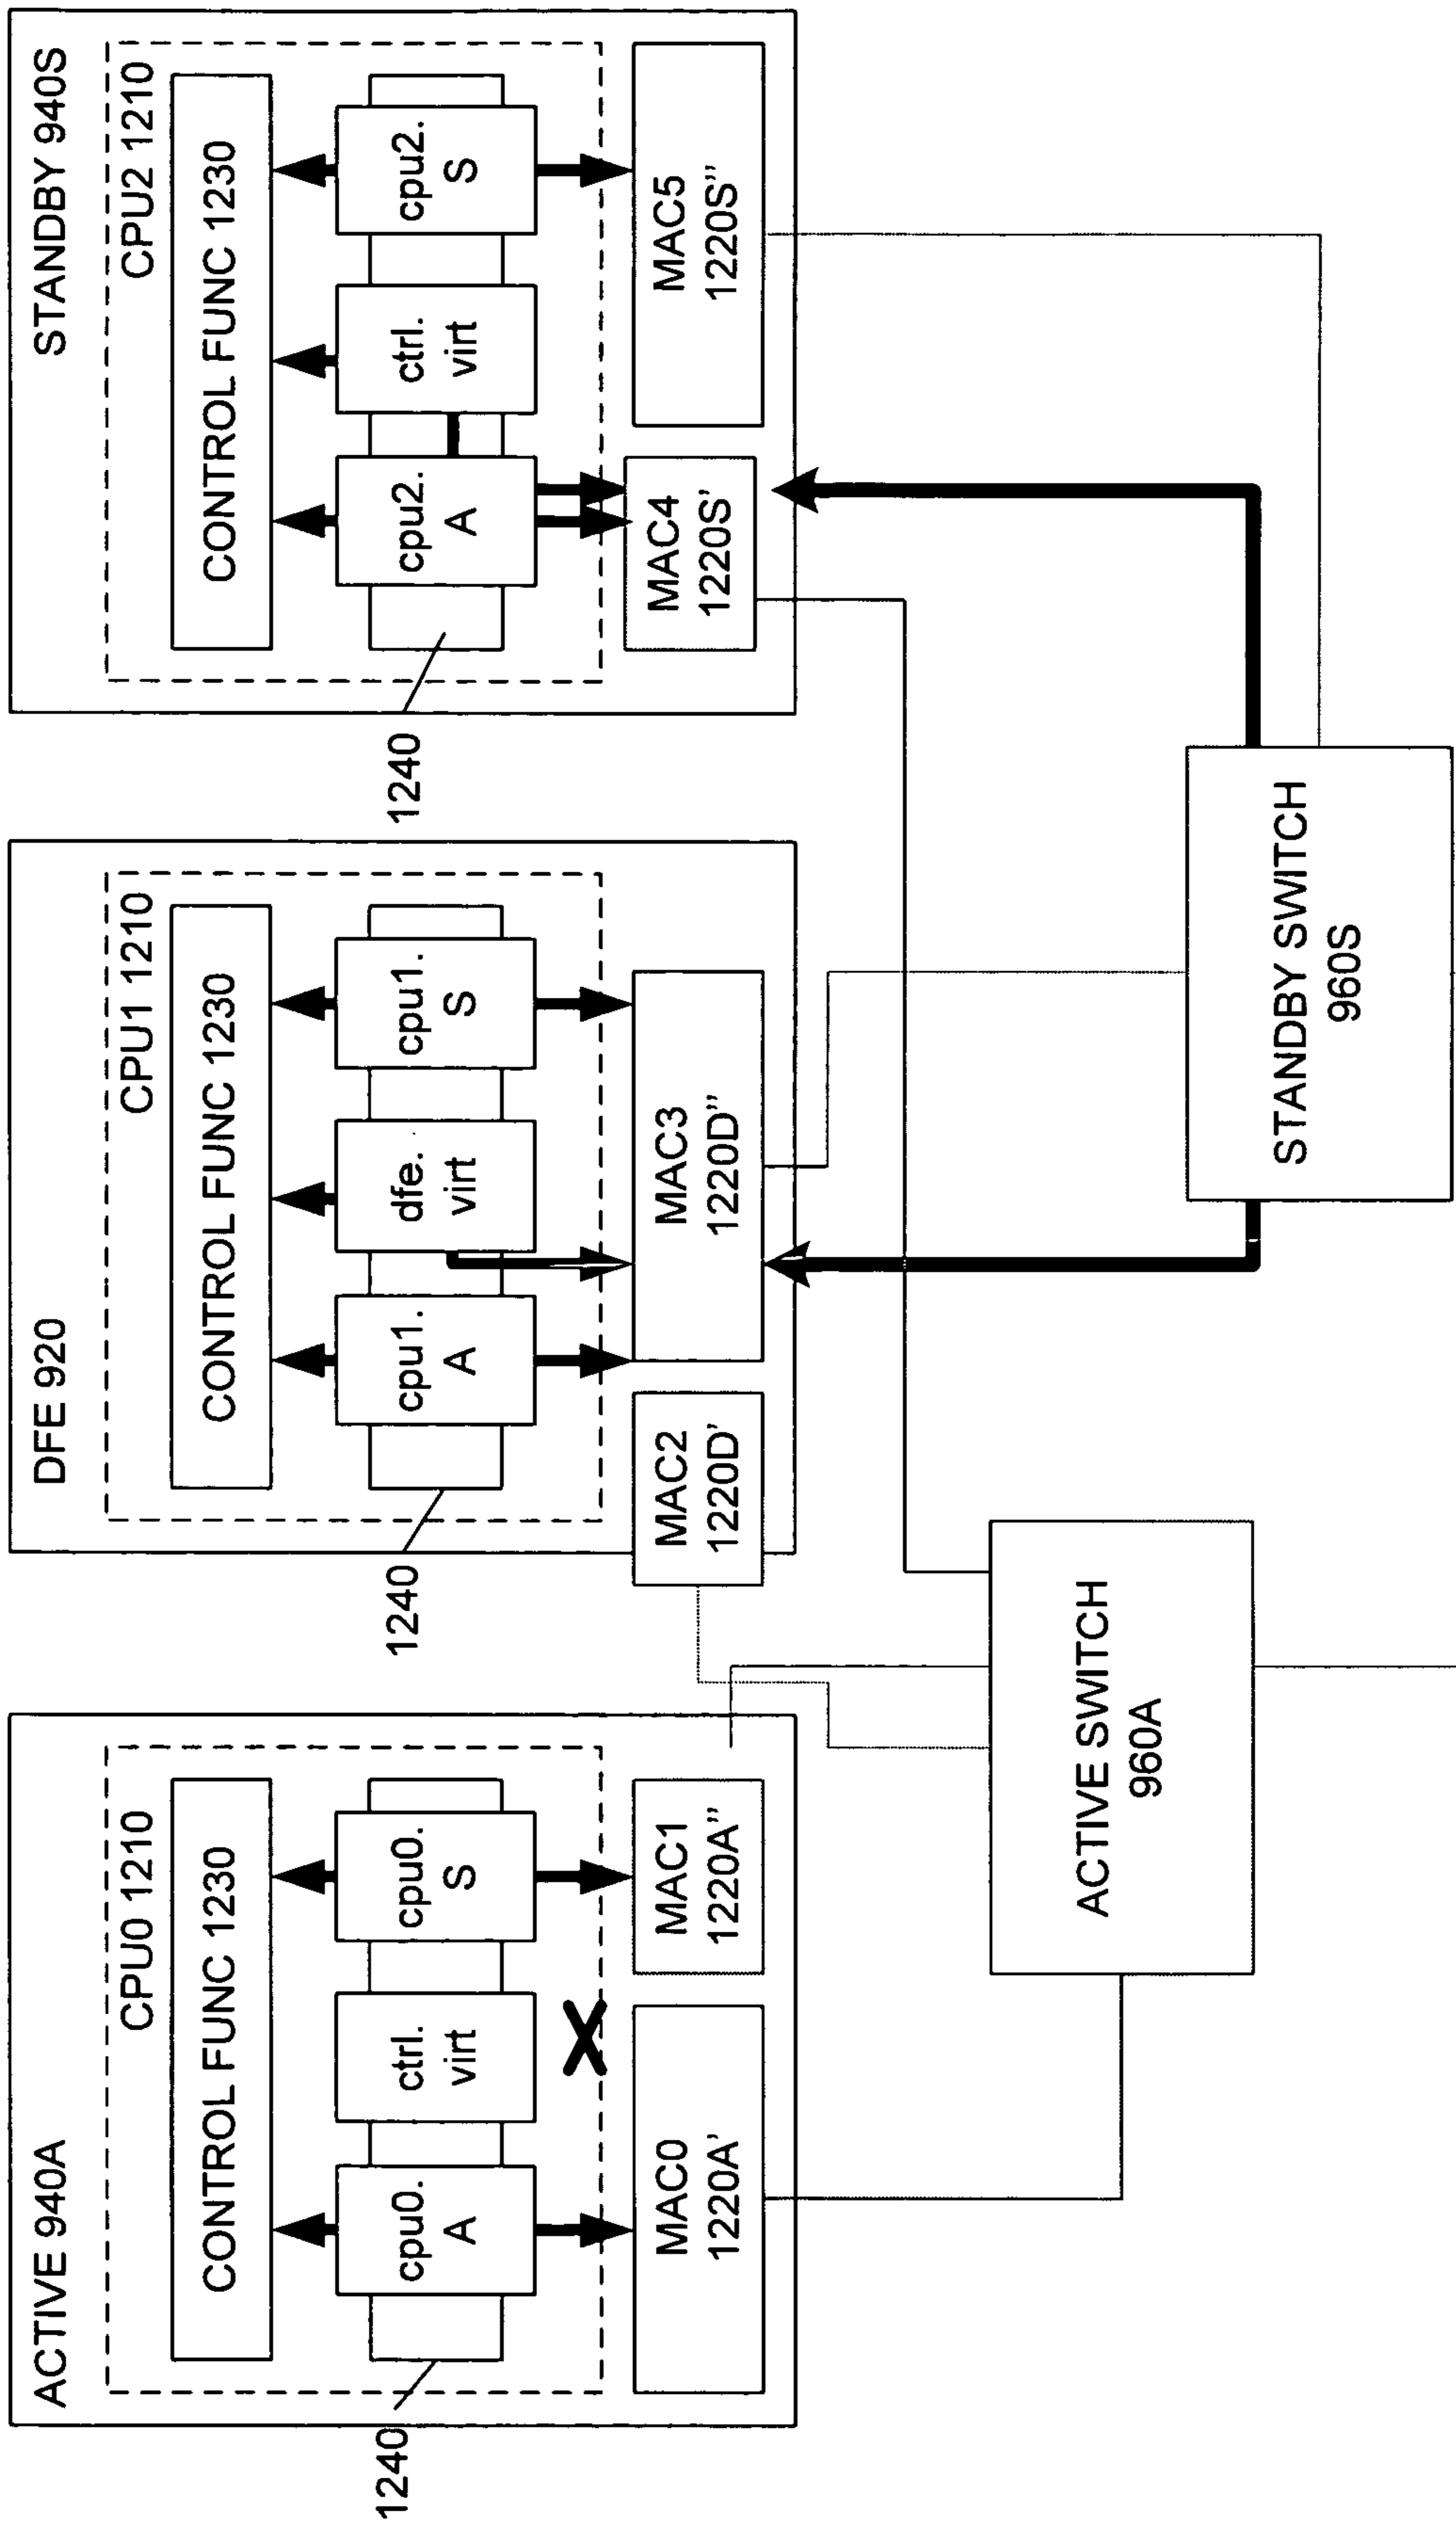 ACTIVE 940A
CPU0 1210
CONTROL FUNC 1230
cpu0.
A
ctrl.
virt
cpu0.
S
1240
MAC0
1220A'
MAC1
1220A"
DFE 920
CPU1 1210
CONTROL FUNC 1230
cpu1.
A
dfe.
virt
cpu1.
S
1240
MAC2
1220D'
MAC3
1220D"
STANDBY 940S
CPU2 1210
CONTROL FUNC 1230
cpu2.
A
ctrl.
virt
cpu2.
S
1240
MAC4
1220S'
MAC5
1220S"
ACTIVE SWITCH
960A
STANDBY SWITCH
960S